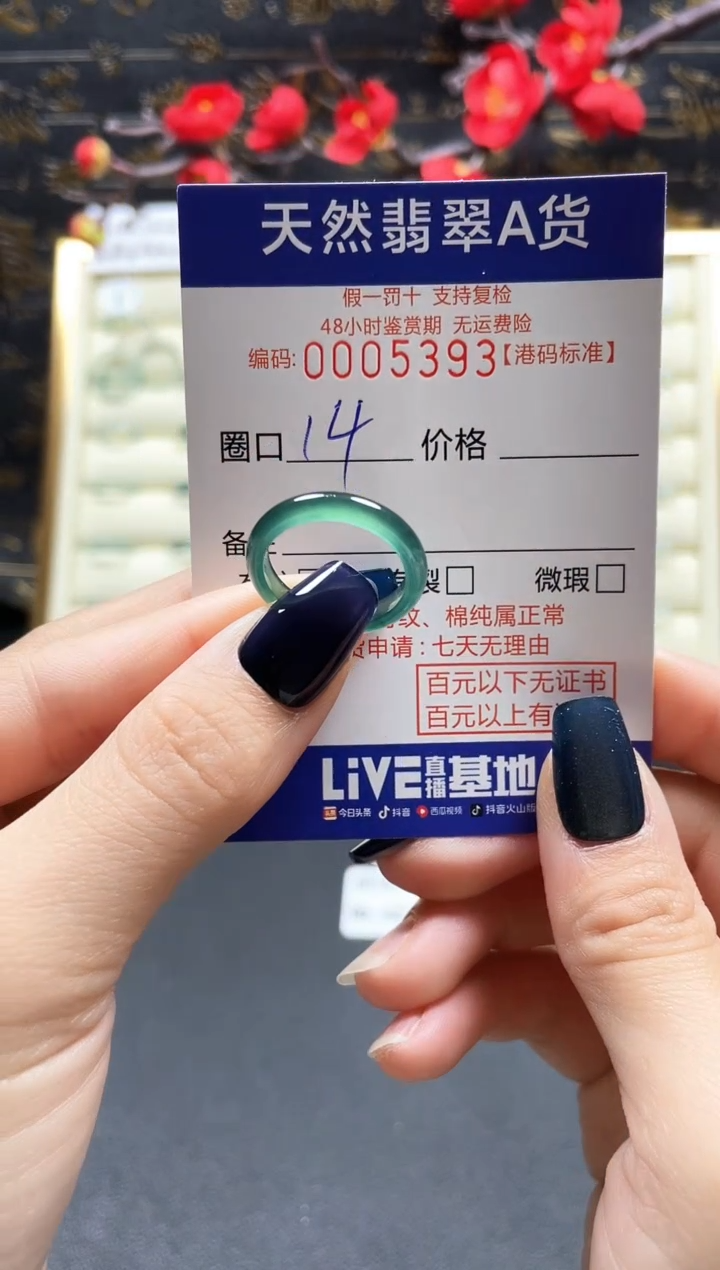 天然翡翠A货
假一罚十 支持复检
48小时鉴赏期 无运费险
编码:0005393【港码标准】
圈口 14 价格
备
裂□ 微瑕□
纹、棉纯属正常
货申请:七天无理由
百元以下无证书
百元以上有
LiVE直播基地
今日头条 抖音 西瓜视频 抖音火山版